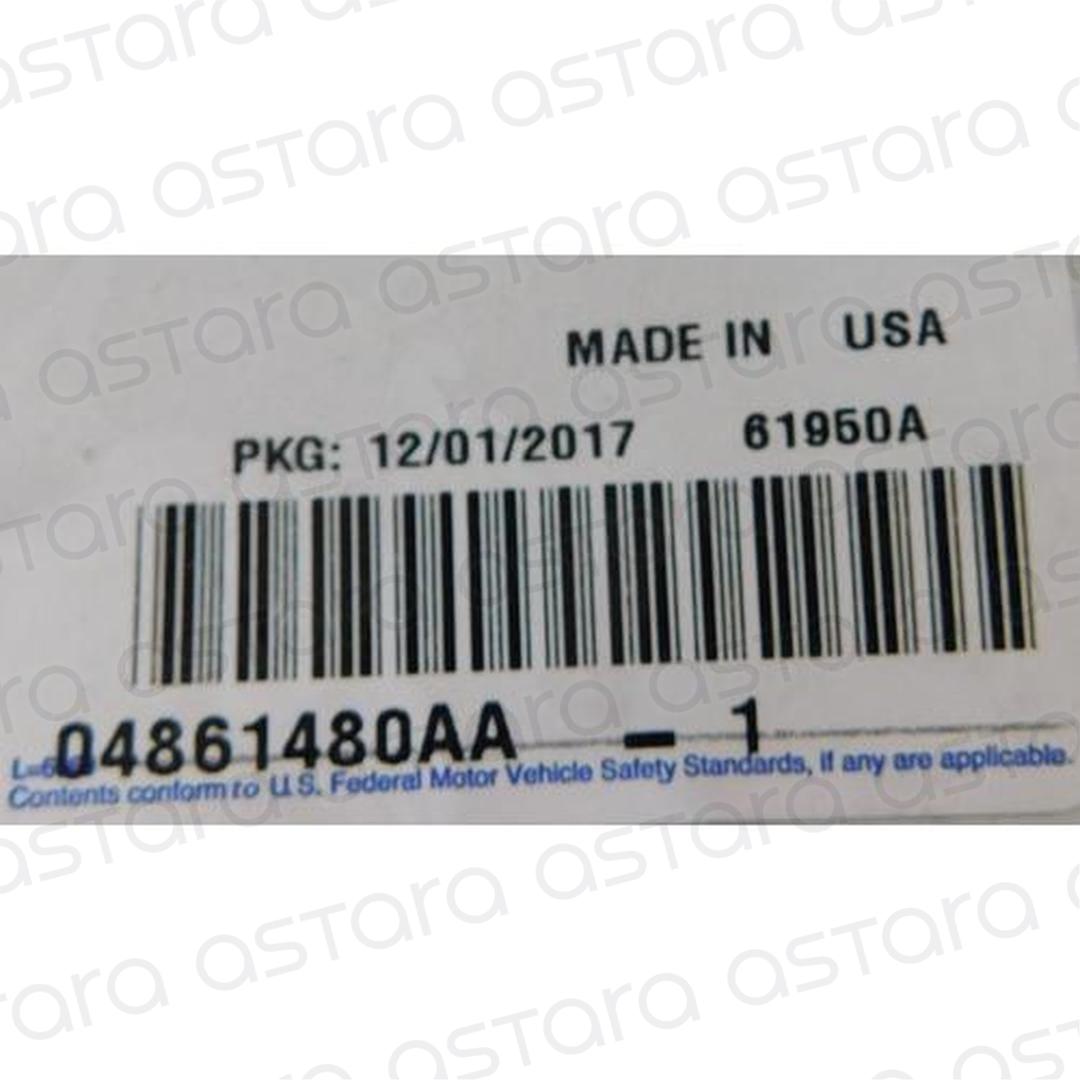 MADE IN USA
PKG: 12/01/2017 61950A
04861480AA - 1
Contents conform to U.S. Federal Motor Vehicle Safety Standards, if any are applicable.
astara